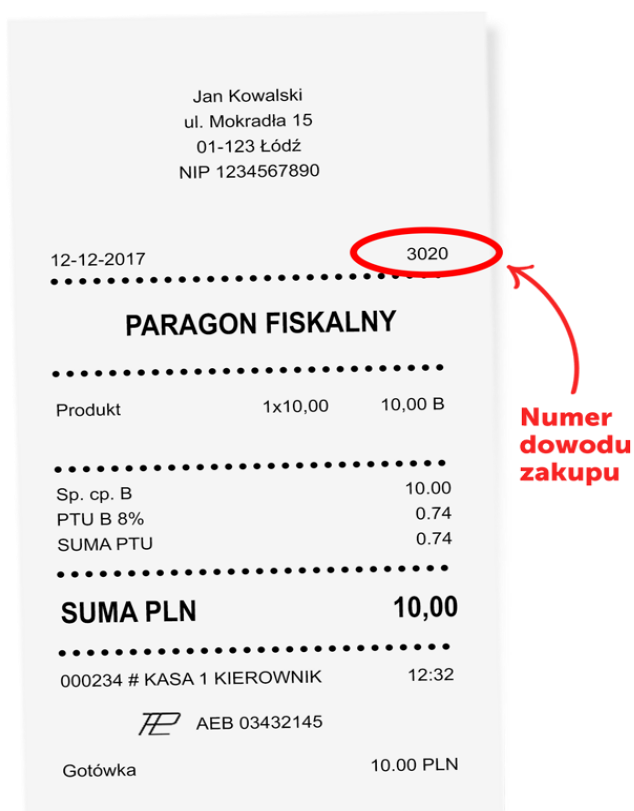 Jan Kowalski
ul. Mokradła 15
01-123 Łódź
NIP 1234567890
12-12-2017 3020
PARAGON FISKALNY
Produkt 1x10,00 10,00 B
Numer
dowodu
zakupu
Sp. cp. B 10.00
PTU B 8% 0.74
SUMA PTU 0.74
SUMA PLN 10,00
000234 # KASA 1 KIEROWNIK 12:32
AEB 03432145
Gotówka 10.00 PLN